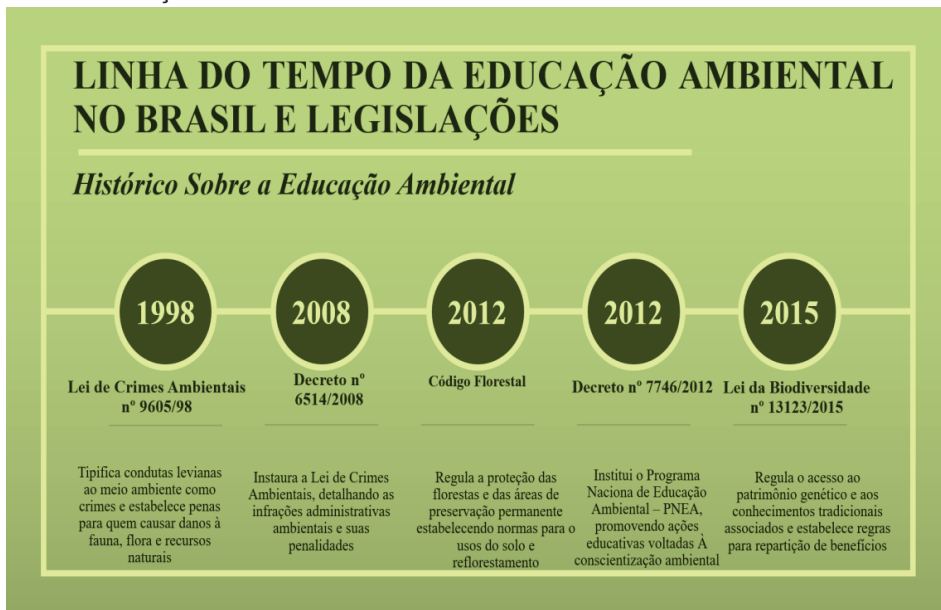 LINHA DO TEMPO DA EDUCAÇÃO AMBIENTAL
NO BRASIL E LEGISLAÇÕES
Histórico Sobre a Educação Ambiental
1998
2008
2012
2012
2015
Lei de Crimes Ambientais
nº 9605/98
Decreto nº
6514/2008
Código Florestal
Decreto nº 7746/2012
Lei da Biodiversidade
nº 13123/2015
Tipifica condutas levianas
ao meio ambiente como
crimes e estabelece penas
para quem causar danos à
fauna, flora e recursos
naturais
Instaura a Lei de Crimes
Ambientais, detalhando as
infrações administrativas
ambientais e suas
penalidades
Regula a proteção das
florestas e das áreas de
preservação permanente
estabelecendo normas para o
usos do solo e
reflorestamento
Institui o Programa
Naciona de Educação
Ambiental – PNEA,
promovendo ações
educativas voltadas À
conscientização ambiental
Regula o acesso ao
patrimônio genético e aos
conhecimentos tradicionais
associados e estabelece regras
para repartição de benefícios